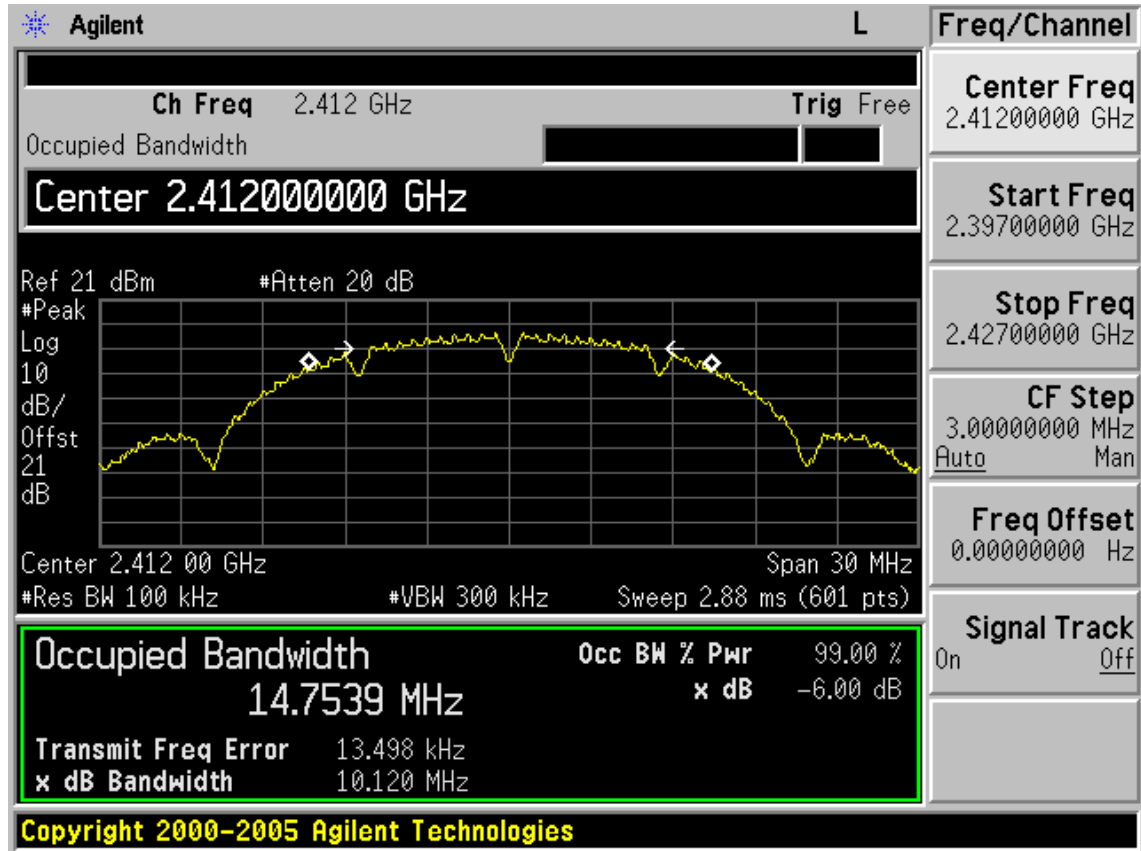 Agilent L
Freq/Channel
Ch Freq 2.412 GHz Trig Free
Occupied Bandwidth
Center 2.412000000 GHz
Ref 21 dBm #Atten 20 dB
#Peak
Log
10
dB/
Offst
21
dB
Center 2.412 00 GHz Span 30 MHz
#Res BW 100 kHz #VBW 300 kHz Sweep 2.88 ms (601 pts)
Occupied Bandwidth
14.7539 MHz
Occ BW % Pwr 99.00 %
x dB -6.00 dB
Transmit Freq Error 13.498 kHz
x dB Bandwidth 10.120 MHz
Copyright 2000-2005 Agilent Technologies
Center Freq
2.41200000 GHz
Start Freq
2.39700000 GHz
Stop Freq
2.42700000 GHz
CF Step
3.00000000 MHz
Auto Man
Freq Offset
0.00000000 Hz
Signal Track
On Off